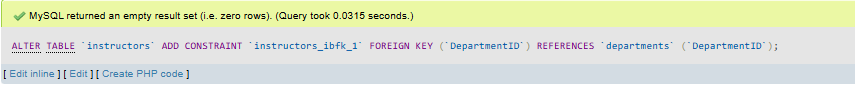 MySQL returned an empty result set (i.e. zero rows). (Query took 0.0315 seconds.)
ALTER TABLE `instructors` ADD CONSTRAINT `instructors_ibfk_1` FOREIGN KEY (`DepartmentID`) REFERENCES `departments` (`DepartmentID`);
[ Edit inline ] [ Edit ] [ Create PHP code ]